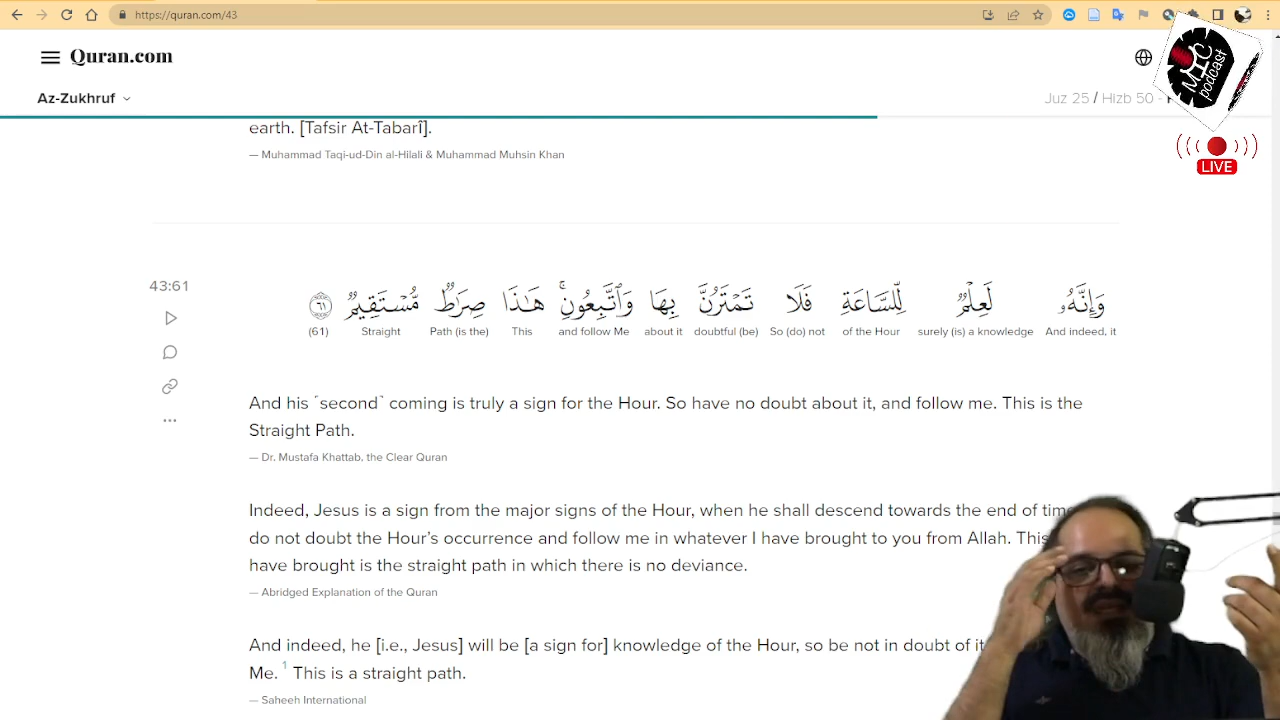 https://quran.com/43
Quran.com
Az-Zukhruf
Juz 25 / Hizb 50 -
MIC
podcast
LIVE
earth. [Tafsir At-Tabarî].
— Muhammad Taqi-ud-Din al-Hilali & Muhammad Muhsin Khan
43:61
وَإِنَّهُۥ لَعِلْمٌ لِّلسَّاعَةِ فَلَا تَمْتَرُنَّ بِهَا وَٱتَّبِعُونِ ۚ هَـٰذَا صِرَٰطٌ مُّسْتَقِيمٌ ٦١
(61) Straight Path (is the) This and follow Me about it doubtful (be) So (do) not of the Hour surely (is) a knowledge And indeed, it
And his ˹second˺ coming is truly a sign for the Hour. So have no doubt about it, and follow me. This is the
Straight Path.
— Dr. Mustafa Khattab, the Clear Quran
Indeed, Jesus is a sign from the major signs of the Hour, when he shall descend towards the end of
do not doubt the Hour’s occurrence and follow me in whatever I have brought to you from Allah.
have brought is the straight path in which there is no deviance.
— Abridged Explanation of the Quran
And indeed, he [i.e., Jesus] will be [a sign for] knowledge of the Hour, so be not in doubt of it
Me. 1 This is a straight path.
— Saheeh International